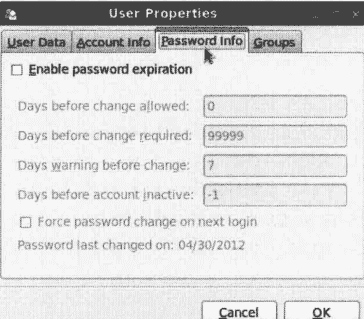 User Properties
User Data Account Info Password Info Groups
Enable password expiration
Days before change allowed: 0
Days before change required: 99999
Days warning before change: 7
Days before account inactive: -1
Force password change on next login
Password last changed on: 04/30/2012
Cancel OK